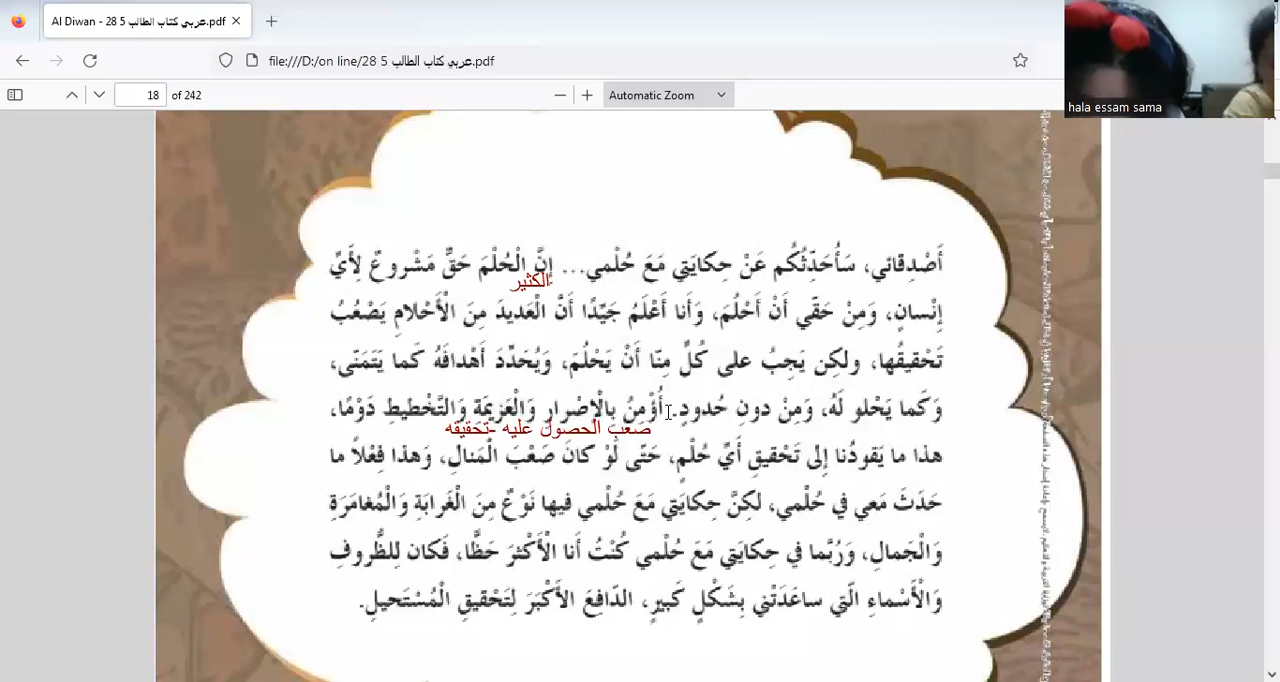 Al Diwan - 28 5 عربي كتاب الطالب.pdf
file:///D:/on line/28 5 عربي كتاب الطالب.pdf
18 of 242
Automatic Zoom
hala essam sama
أَصْدِقائي، سَأُحَدِّثُكُم عَنْ حِكايَتي مَعَ حُلْمي... إِنَّ الْحُلْمَ حَقٌّ مَشْروعٌ لِأَيِّ
الكثير
إِنْسانٍ، وَمِنْ حَقّي أَنْ أَحْلُمَ، وَأَنا أَعْلَمُ جَيِّدًا أَنَّ الْعَديدَ مِنَ الْأَحْلامِ يَصْعُبُ
تَحْقيقُها، ولكِن يَجِبُ على كُلٍّ مِنّا أَنْ يَحْلُمَ، وَيُحَدِّدَ أَهْدافَهُ كَما يَتَمَنّى،
وَكَما يَحْلو لَهُ، وَمِنْ دونِ حُدودٍ. أُؤْمِنُ بِالْإِصْرارِ وَالْعَزيمَةِ وَالتَّخْطيطِ دَوْمًا،
صعب الحصول عليه -تحقيقه
هذا ما يَقودُنا إِلى تَحْقيقِ أَيِّ حُلْمٍ، حَتّى لَوْ كانَ صَعْبَ الْمَنالِ، وَهذا فِعْلاً ما
حَدَثَ مَعي في حُلْمي، لكِنَّ حِكايَتي مَعَ حُلْمي فيها نَوْعٌ مِنَ الْغَرابَةِ وَالْمُغامَرَةِ
وَالْجَمالِ، وَرُبَّما في حِكايَتي مَعَ حُلْمي كُنْتُ أَنا الْأَكْثَرَ حَظًّا، فَكان لِلظُّروفِ
وَالْأَسْماءِ الّتي ساعَدَتْني بِشَكْلٍ كَبيرٍ، الدّافِعَ الأَكْبَرَ لِتَحْقيقِ الْمُسْتَحيلِ.